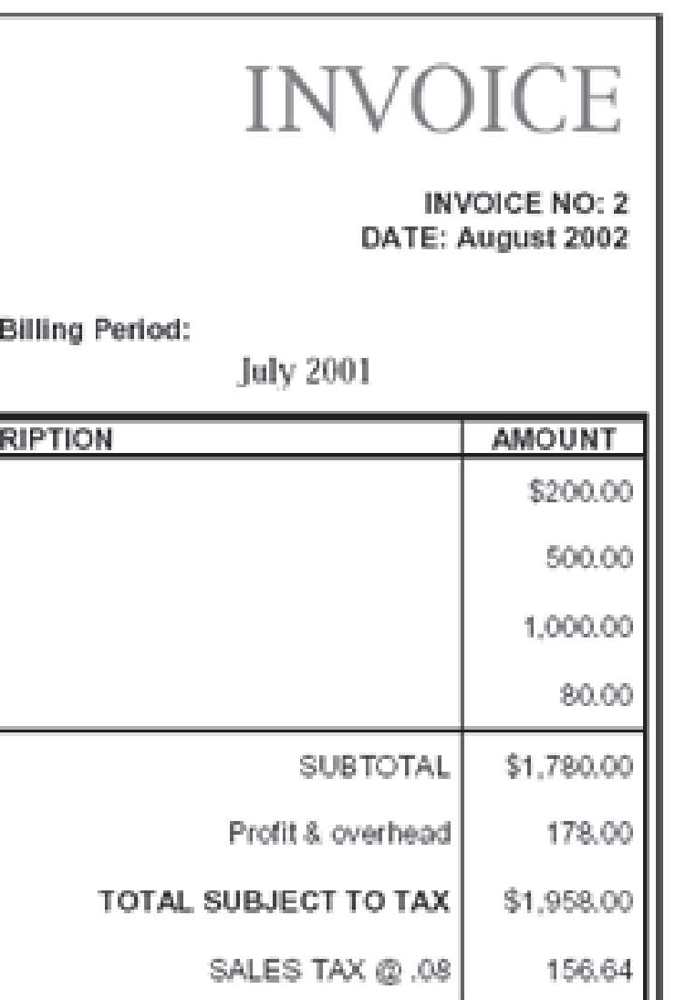 INVOICE
INVOICE NO: 2
DATE: August 2002
Billing Period:
July 2001
RIPTION AMOUNT
$200.00
500.00
1,000.00
80.00
SUBTOTAL $1,780.00
Profit & overhead 178.00
TOTAL SUBJECT TO TAX $1,958.00
SALES TAX @ .08 156.64